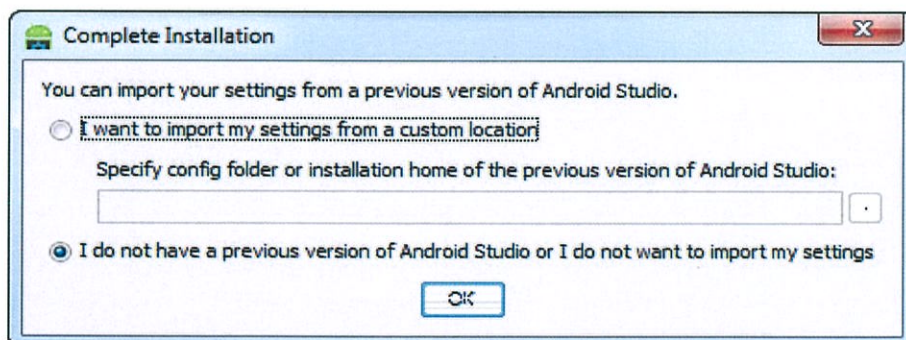 Complete Installation
You can import your settings from a previous version of Android Studio.
I want to import my settings from a custom location
Specify config folder or installation home of the previous version of Android Studio:
.
I do not have a previous version of Android Studio or I do not want to import my settings
OK